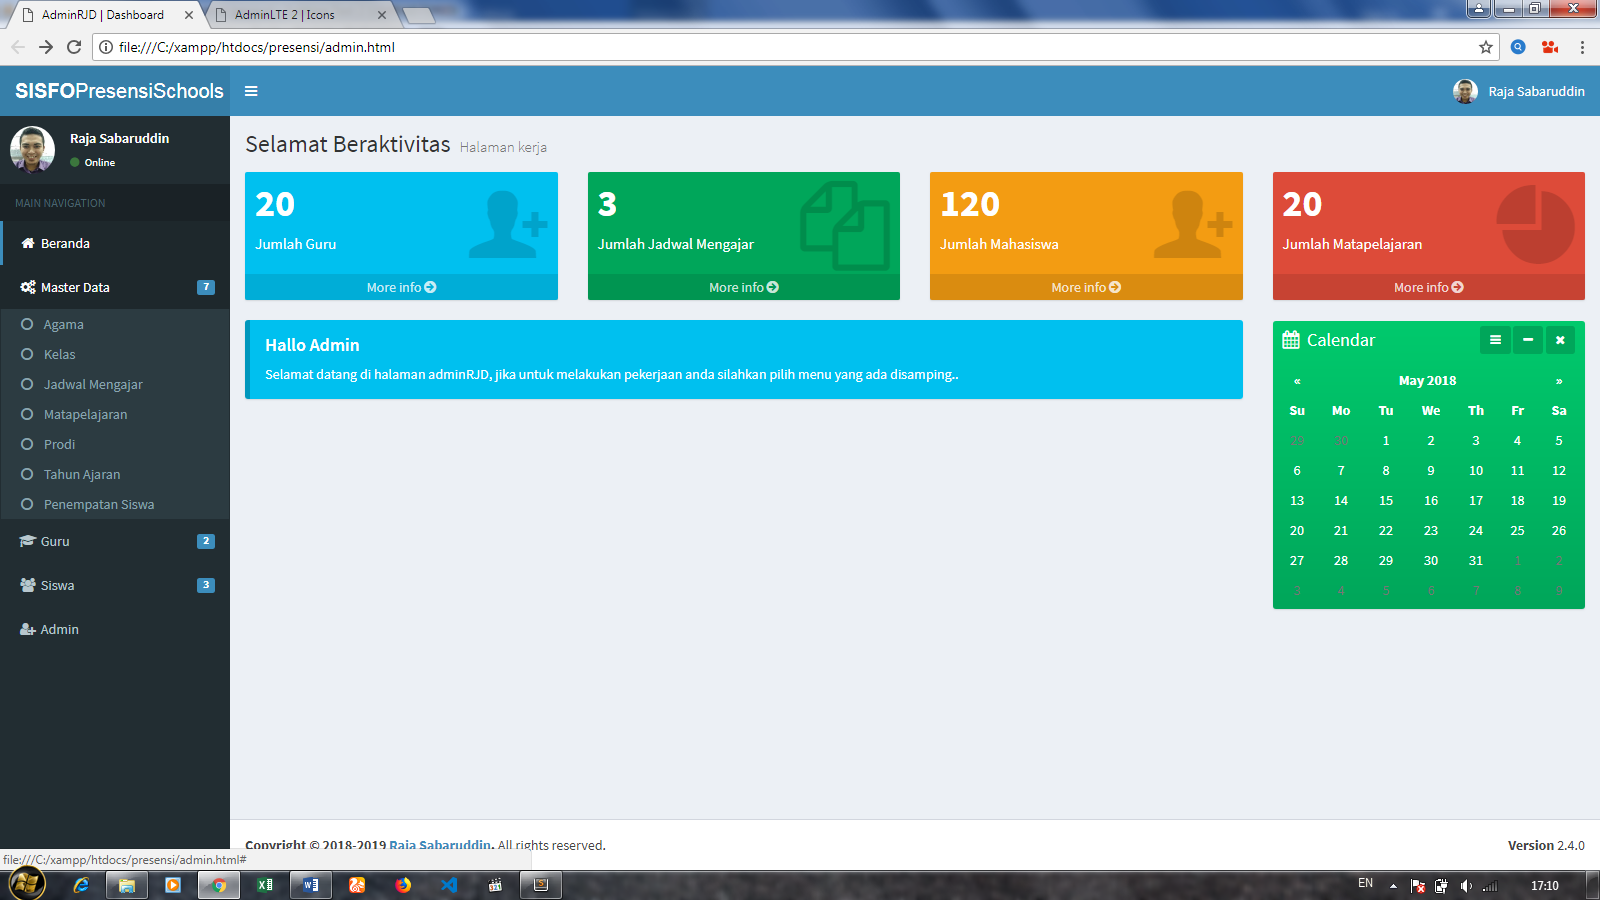 AdminRJD | Dashboard
AdminLTE 2 | Icons
file:///C:/xampp/htdocs/presensi/admin.html
SISFOPresensiSchools
Raja Sabaruddin
Raja Sabaruddin
Online
MAIN NAVIGATION
Beranda
Master Data 7
Agama
Kelas
Jadwal Mengajar
Matapelajaran
Prodi
Tahun Ajaran
Penempatan Siswa
Guru 2
Siswa 3
Admin
Selamat Beraktivitas Halaman kerja
20
Jumlah Guru
More info
3
Jumlah Jadwal Mengajar
More info
120
Jumlah Mahasiswa
More info
20
Jumlah Matapelajaran
More info
Hallo Admin
Selamat datang di halaman adminRJD, jika untuk melakukan pekerjaan anda silahkan pilih menu yang ada disamping..
Calendar
« May 2018 »
Su Mo Tu We Th Fr Sa
29 30 1 2 3 4 5
6 7 8 9 10 11 12
13 14 15 16 17 18 19
20 21 22 23 24 25 26
27 28 29 30 31 1 2
3 4 5 6 7 8 9
Copyright © 2018-2019 Raja Sabaruddin. All rights reserved.
Version 2.4.0
file:///C:/xampp/htdocs/presensi/admin.html#
EN
17:10